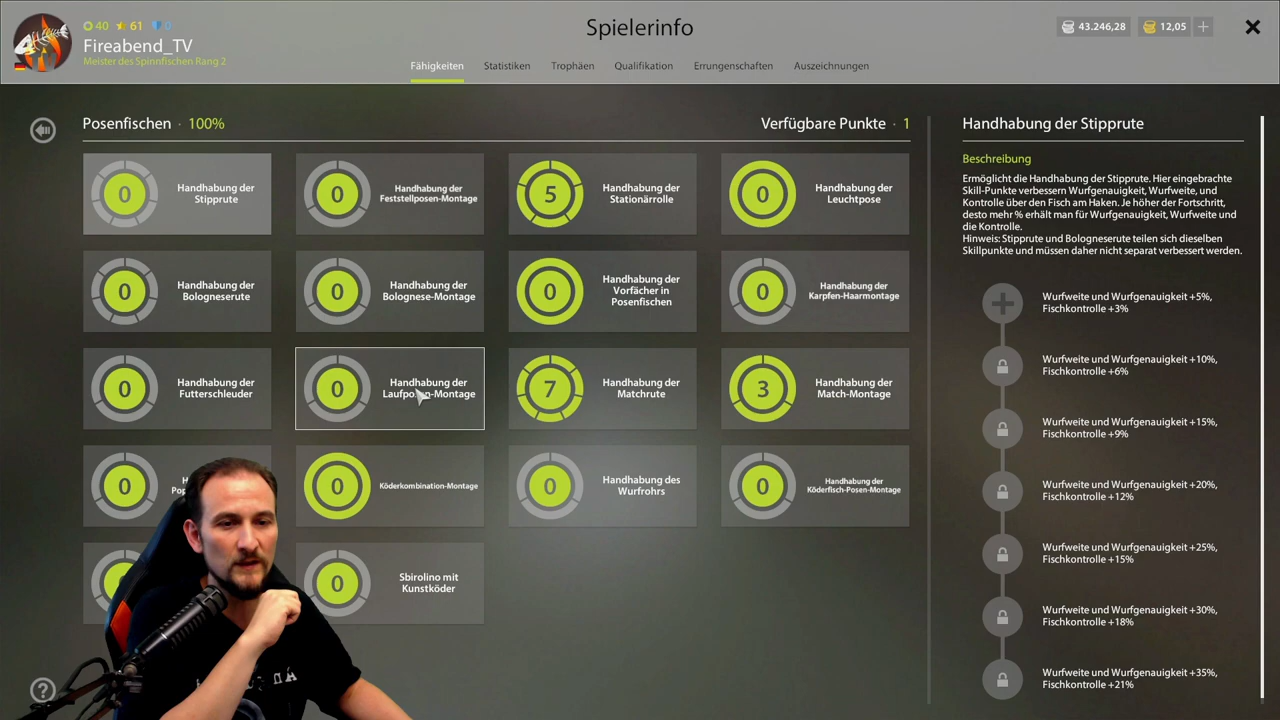 40 61 0
Fireabend_TV
Meister des Spinnfischen Rang 2
Spielerinfo
43.246,28 12,05 +
Fähigkeiten Statistiken Trophäen Qualifikation Errungenschaften Auszeichnungen
Posenfischen · 100%
Verfügbare Punkte · 1
0 Handhabung der
Stipprute
0 Handhabung der
Feststellposen-Montage
5 Handhabung der
Stationärrolle
0 Handhabung der
Leuchtpose
0 Handhabung der
Bologneserute
0 Handhabung der
Bolognese-Montage
0 Handhabung der
Vorfächer in
Posenfischen
0 Handhabung der
Karpfen-Haarmontage
0 Handhabung der
Futterschleuder
0 Handhabung der
Laufposen-Montage
7 Handhabung der
Matchrute
3 Handhabung der
Match-Montage
0
0 Köderkombination-Montage
0 Handhabung des
Wurfrohrs
0 Handhabung der
Köderfisch-Posen-Montage
0 Sbirolino mit
Kunstköder
Handhabung der Stipprute
Beschreibung
Ermöglicht die Handhabung der Stipprute. Hier eingebrachte
Skill-Punkte verbessern Wurfgenauigkeit, Wurfweite, und
Kontrolle über den Fisch am Haken. Je höher der Fortschritt,
desto mehr % erhält man für Wurfgenauigkeit, Wurfweite und
die Kontrolle.
Hinweis: Stipprute und Bologneserute teilen sich dieselben
Skillpunkte und müssen daher nicht separat verbessert werden.
Wurfweite und Wurfgenauigkeit +5%,
Fischkontrolle +3%
Wurfweite und Wurfgenauigkeit +10%,
Fischkontrolle +6%
Wurfweite und Wurfgenauigkeit +15%,
Fischkontrolle +9%
Wurfweite und Wurfgenauigkeit +20%,
Fischkontrolle +12%
Wurfweite und Wurfgenauigkeit +25%,
Fischkontrolle +15%
Wurfweite und Wurfgenauigkeit +30%,
Fischkontrolle +18%
Wurfweite und Wurfgenauigkeit +35%,
Fischkontrolle +21%
?